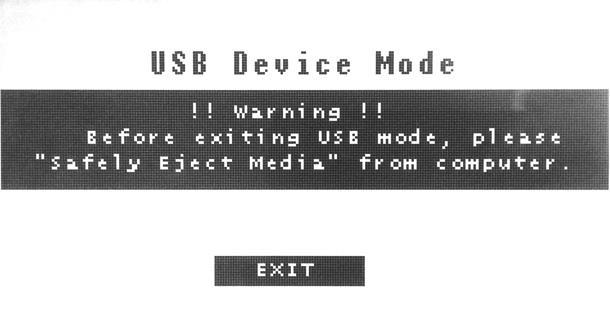 USB Device Mode
!! Warning !!
Before exiting USB mode, please
"Safely Eject Media" from computer.
EXIT